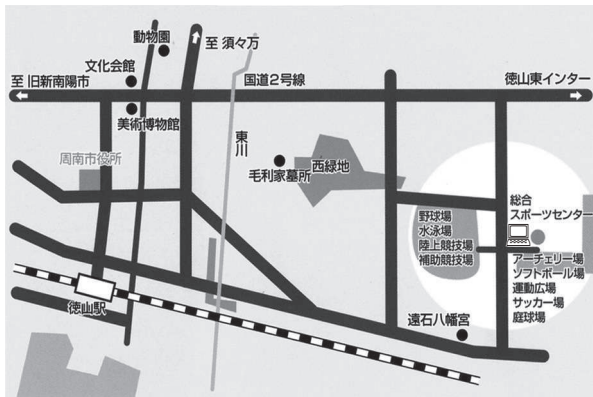 動物園
至 須々万
文化会館
至 旧新南陽市
国道2号線
徳山東インター
美術博物館
東川
周南市役所
毛利家墓所
西緑地
野球場
水泳場
陸上競技場
補助競技場
総合
スポーツセンター
アーチェリー場
ソフトボール場
運動広場
サッカー場
庭球場
徳山駅
遠石八幡宮